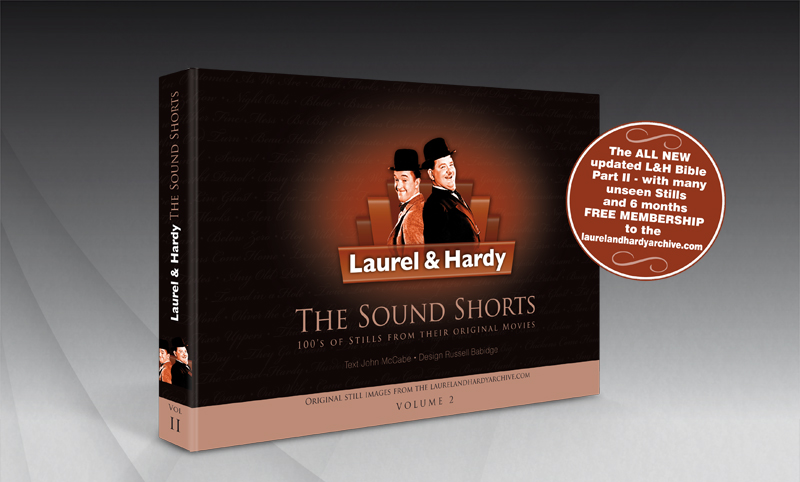 Laurel & Hardy THE SOUND SHORTS
VOL
II
Laurel & Hardy
THE SOUND SHORTS
100'S OF STILLS FROM THEIR ORIGINAL MOVIES
Text John McCabe • Design Russell Babidge
ORIGINAL STILL IMAGES FROM THE LAURELANDHARDYARCHIVE.COM
VOLUME 2
The ALL NEW
updated L&H Bible
Part II - with many
unseen Stills
and 6 months
FREE MEMBERSHIP
to the
laurelandhardyarchive.com